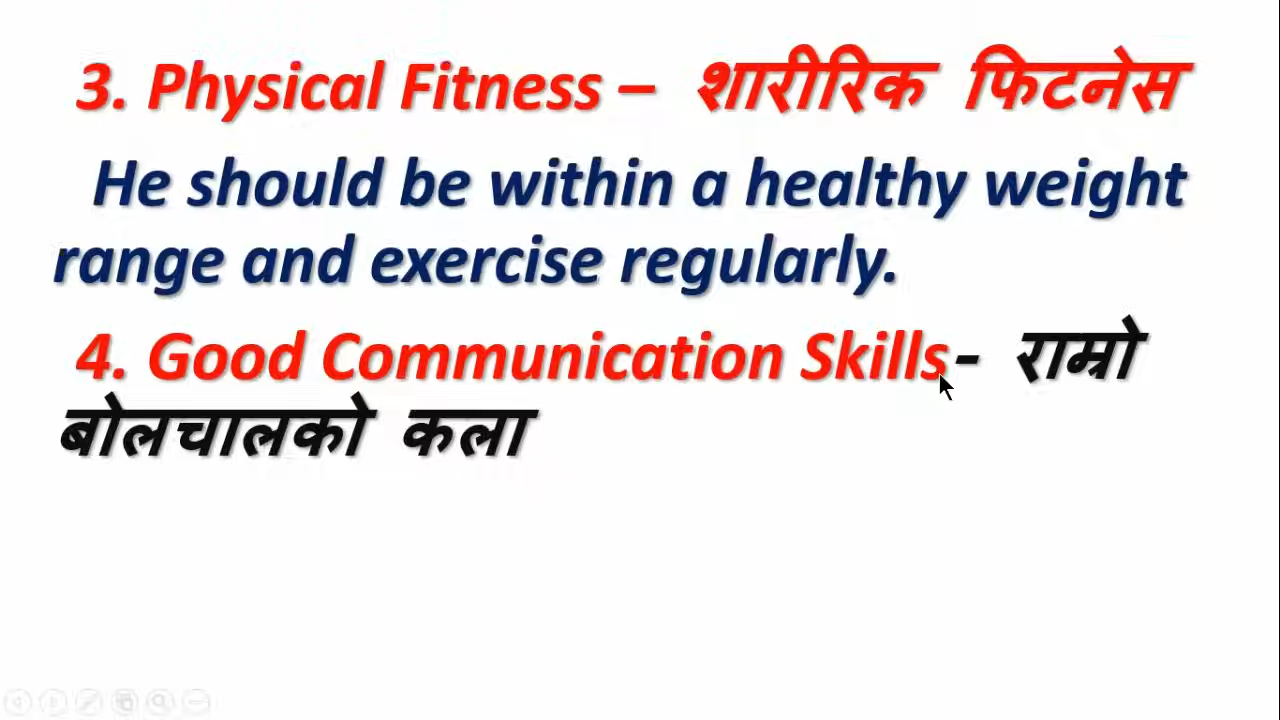 3. Physical Fitness – शारीरिक फिटनेस
He should be within a healthy weight
range and exercise regularly.
4. Good Communication Skills- राम्रो
बोलचालको कला